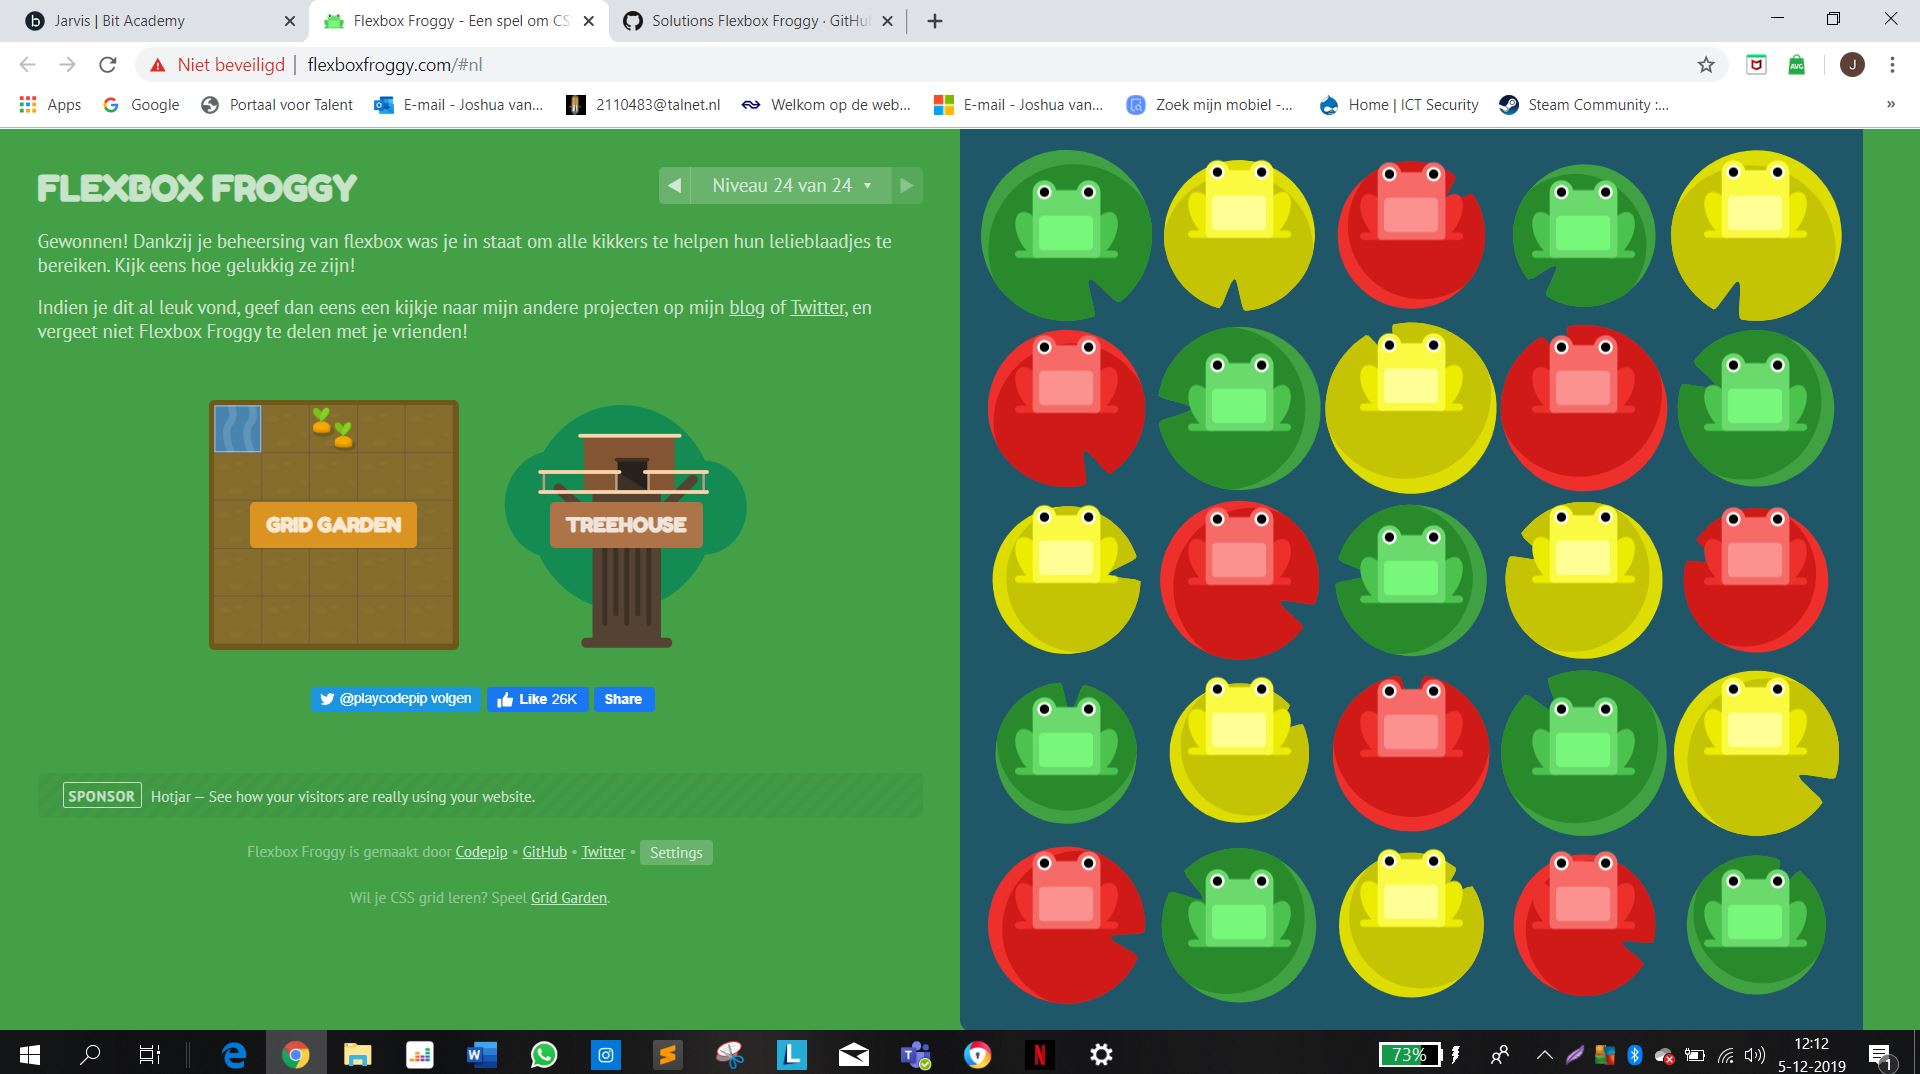 Jarvis | Bit Academy
Flexbox Froggy - Een spel om CS
Solutions Flexbox Froggy · GitHu
Niet beveiligd | flexboxfroggy.com/#nl
J
Apps Google Portaal voor Talent E-mail - Joshua van... 2110483@talnet.nl Welkom op de web... E-mail - Joshua van... Zoek mijn mobiel -... Home | ICT Security Steam Community :... »
FLEXBOX FROGGY
Niveau 24 van 24
Gewonnen! Dankzij je beheersing van flexbox was je in staat om alle kikkers te helpen hun lelieblaadjes te
bereiken. Kijk eens hoe gelukkig ze zijn!
Indien je dit al leuk vond, geef dan eens een kijkje naar mijn andere projecten op mijn blog of Twitter, en
vergeet niet Flexbox Froggy te delen met je vrienden!
GRID GARDEN
TREEHOUSE
@playcodepip volgen Like 26K Share
SPONSOR Hotjar — See how your visitors are really using your website.
Flexbox Froggy is gemaakt door Codepip • GitHub • Twitter • Settings
Wil je CSS grid leren? Speel Grid Garden.
73%
12:12
5-12-2019
1